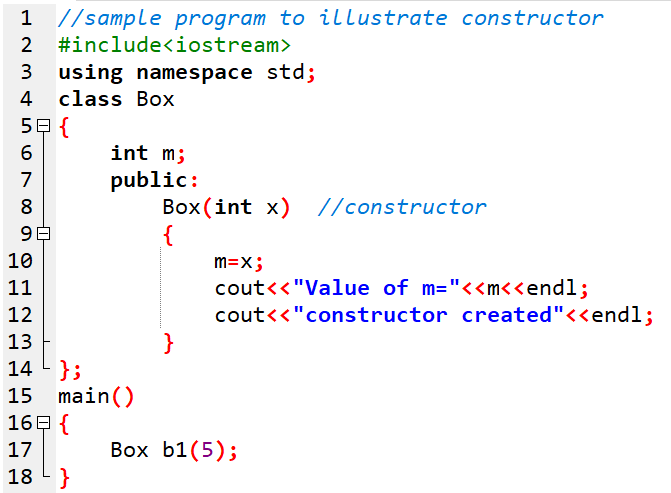 1 //sample program to illustrate constructor
2 #include<iostream>
3 using namespace std;
4 class Box
5 {
6 int m;
7 public:
8 Box(int x) //constructor
9 {
10 m=x;
11 cout<<"Value of m="<<m<<endl;
12 cout<<"constructor created"<<endl;
13 }
14 };
15 main()
16 {
17 Box b1(5);
18 }